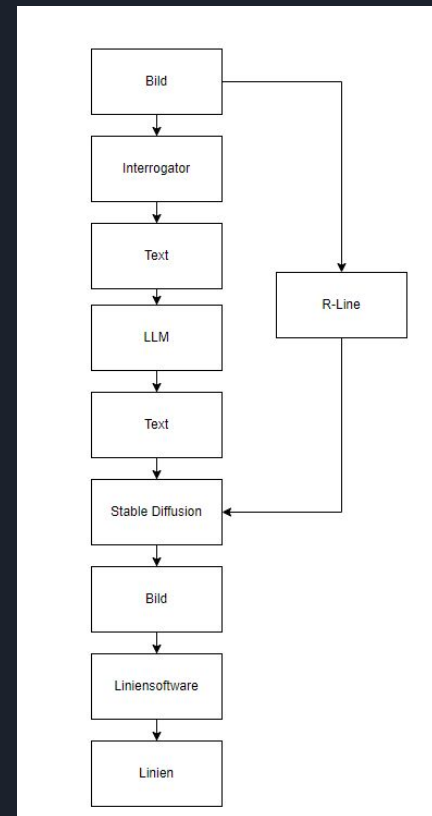 Bild
Interrogator
Text
R-Line
LLM
Text
Stable Diffusion
Bild
Liniensoftware
Linien